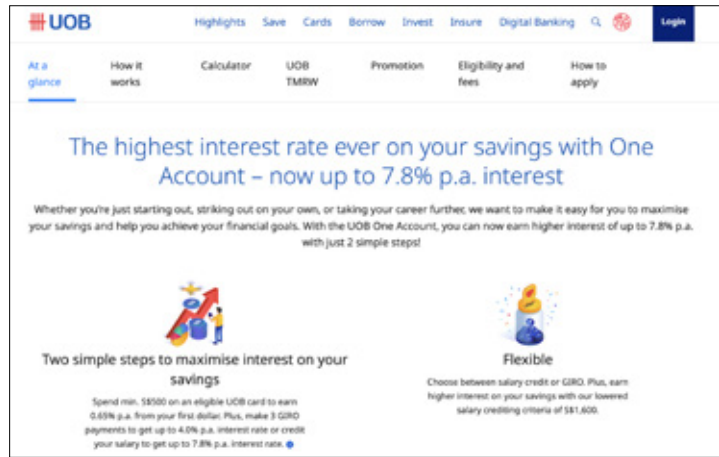 UOB
Highlights Save Cards Borrow Invest Insure Digital Banking Login
At a glance
How it works
Calculator
UOB TMRW
Promotion
Eligibility and fees
How to apply
The highest interest rate ever on your savings with One
Account – now up to 7.8% p.a. interest
Whether you're just starting out, striking out on your own, or taking your career further, we want to make it easy for you to maximise
your savings and help you achieve your financial goals. With the UOB One Account, you can now earn higher interest of up to 7.8% p.a.
with just 2 simple steps!
Two simple steps to maximise interest on your
savings
Spend min. S$500 on an eligible UOB card to earn
0.65% p.a. from your first dollar. Plus, make 3 GIRO
payments to get up to 4.0% p.a. interest rate or credit
your salary to get up to 7.8% p.a. interest rate.
Flexible
Choose between salary credit or GIRO. Plus, earn
higher interest on your savings with our lowered
salary crediting criteria of S$1,600.